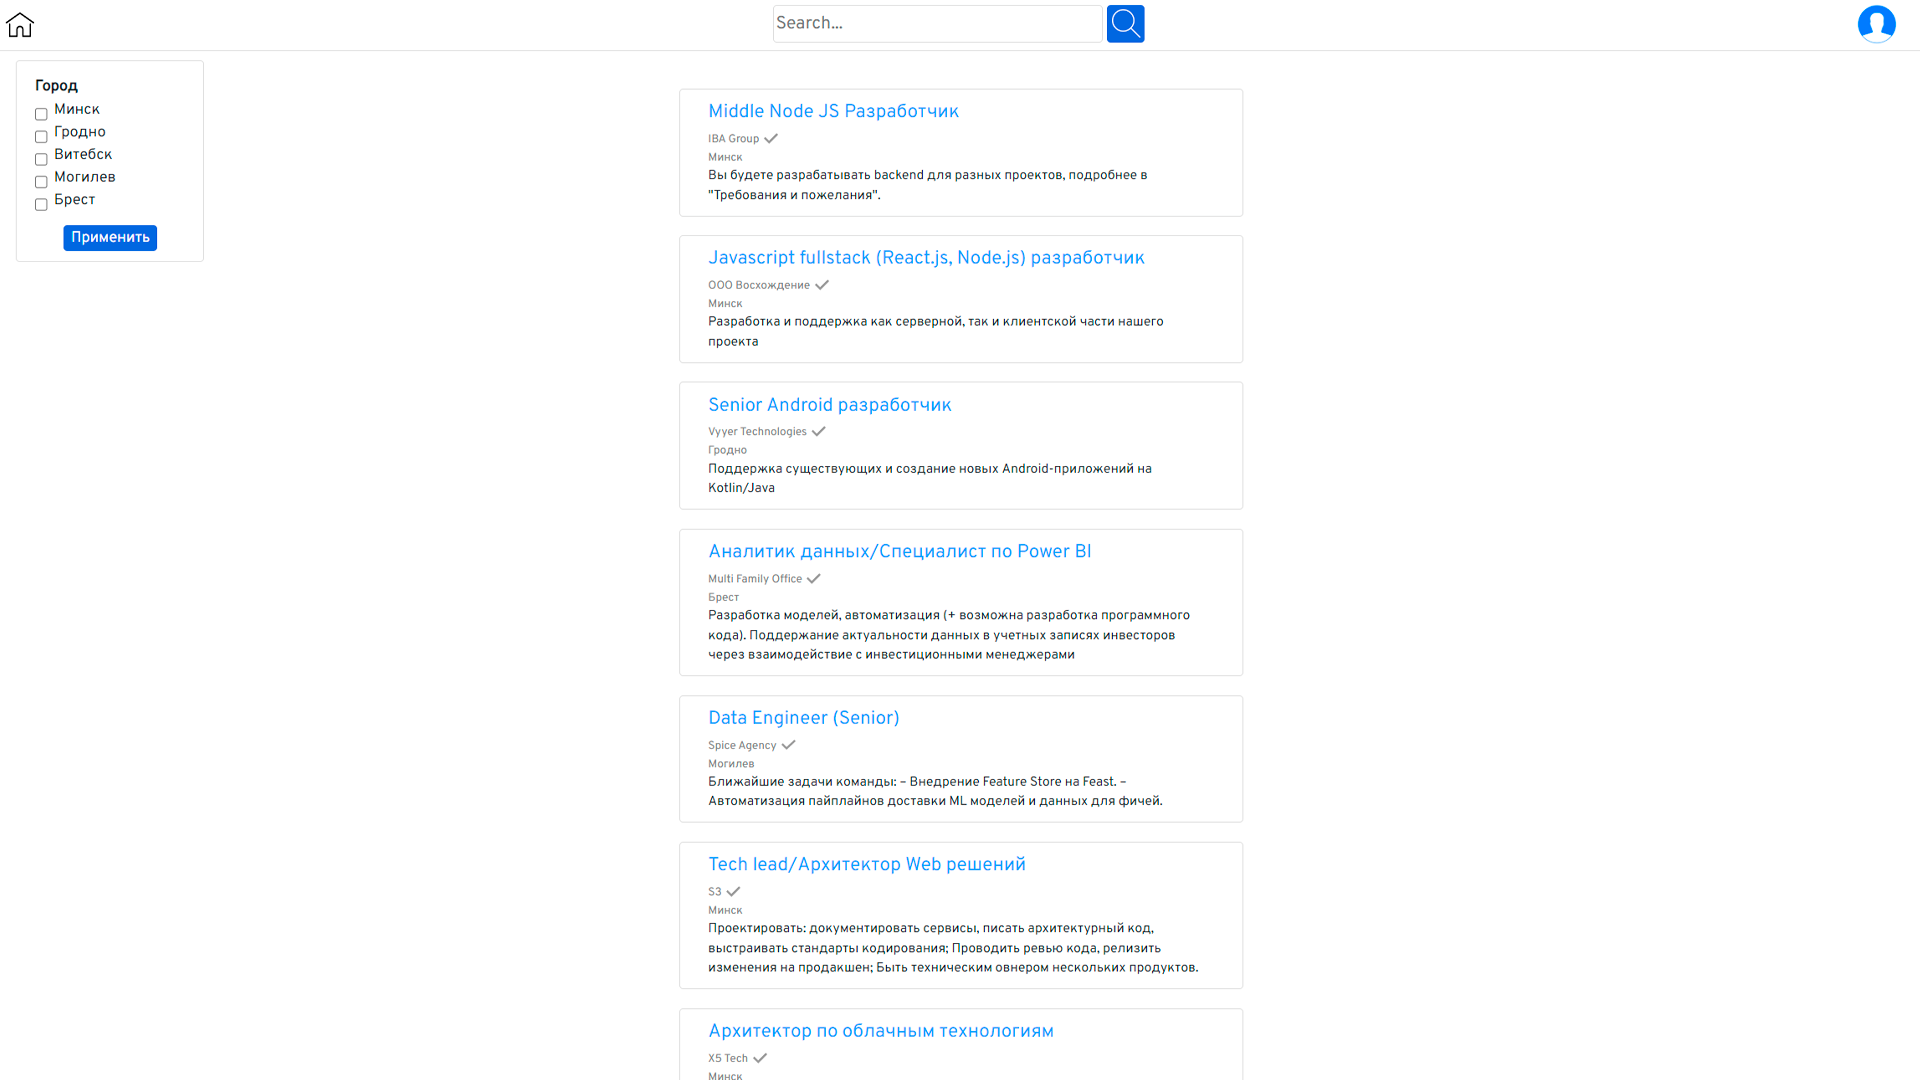 Search...
Город
Минск
Гродно
Витебск
Могилев
Брест
Применить
Middle Node JS Разработчик
IBA Group
Минск
Вы будете разрабатывать backend для разных проектов, подробнее в
"Требования и пожелания".
Javascript fullstack (React.js, Node.js) разработчик
ООО Восхождение
Минск
Разработка и поддержка как серверной, так и клиентской части нашего
проекта
Senior Android разработчик
Vyyer Technologies
Гродно
Поддержка существующих и создание новых Android-приложений на
Kotlin/Java
Аналитик данных/Специалист по Power BI
Multi Family Office
Брест
Разработка моделей, автоматизация (+ возможна разработка программного
кода). Поддержание актуальности данных в учетных записях инвесторов
через взаимодействие с инвестиционными менеджерами
Data Engineer (Senior)
Spice Agency
Могилев
Ближайшие задачи команды: – Внедрение Feature Store на Feast. –
Автоматизация пайплайнов доставки ML моделей и данных для фичей.
Tech lead/Архитектор Web решений
S3
Минск
Проектировать: документировать сервисы, писать архитектурный код,
выстраивать стандарты кодирования; Проводить ревью кода, релизить
изменения на продакшен; Быть техническим овнером нескольких продуктов.
Архитектор по облачным технологиям
X5 Tech
Минск